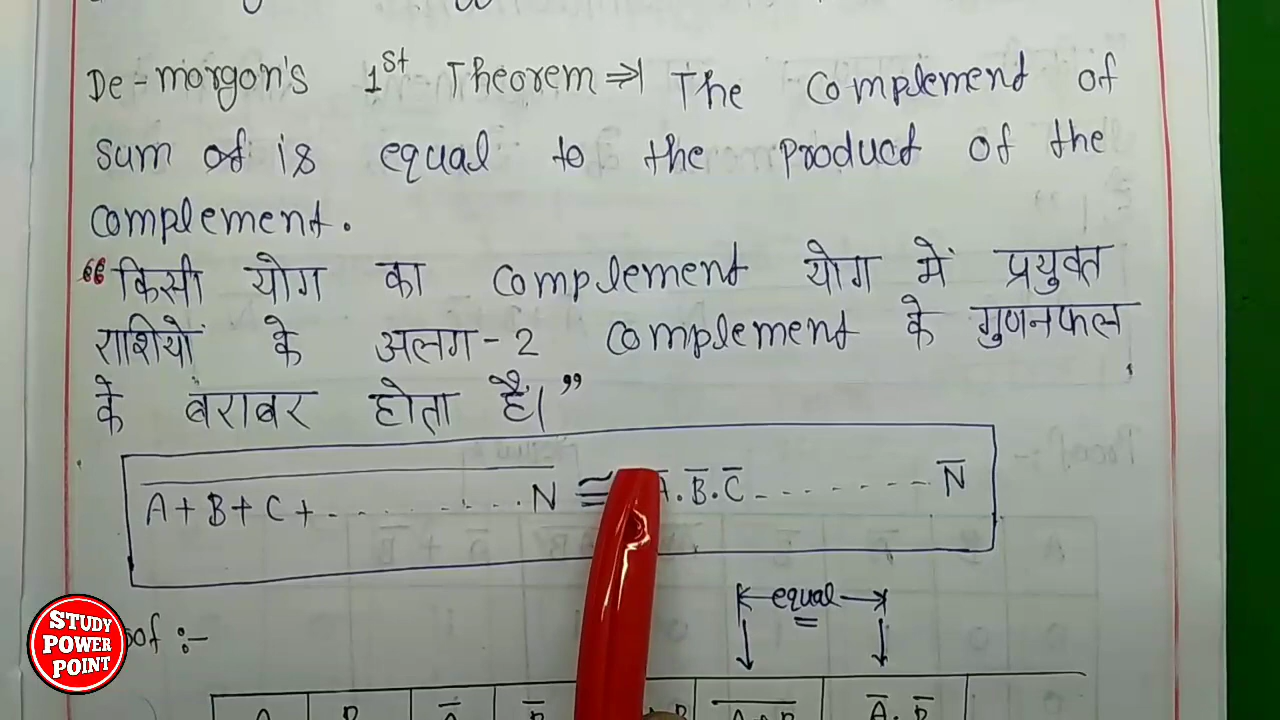 De-morgon's 1st Theorem ⇒ The Complement of
sum of is equal to the product of the
complement.
“किसी योग का complement योग में प्रयुक्त
राशियों के अलग-2 complement के गुणनफल
के बराबर होता है।”
A̅+̅B̅+̅C̅+̅.̅.̅.̅.̅.̅.̅.̅.̅N̅ ≅ A̅.B̅.C̅-------N̅
equal
STUDY
POWER
POINT
:-
A̅.B̅